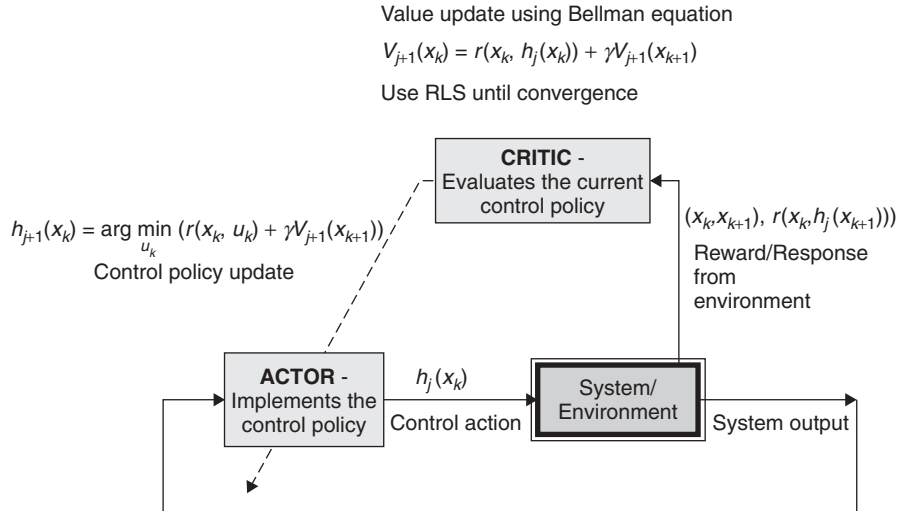 Value update using Bellman equation
V_{j+1}(x_k) = r(x_k, h_j(x_k)) + γV_{j+1}(x_{k+1})
Use RLS until convergence
CRITIC -
Evaluates the current
control policy
h_{j+1}(x_k) = arg min (r(x_k, u_k) + γV_{j+1}(x_{k+1}))
u_k
Control policy update
(x_k,x_{k+1}), r(x_k,h_j(x_{k+1})))
Reward/Response
from
environment
ACTOR -
Implements the
control policy
h_j(x_k)
Control action
System/
Environment
System output